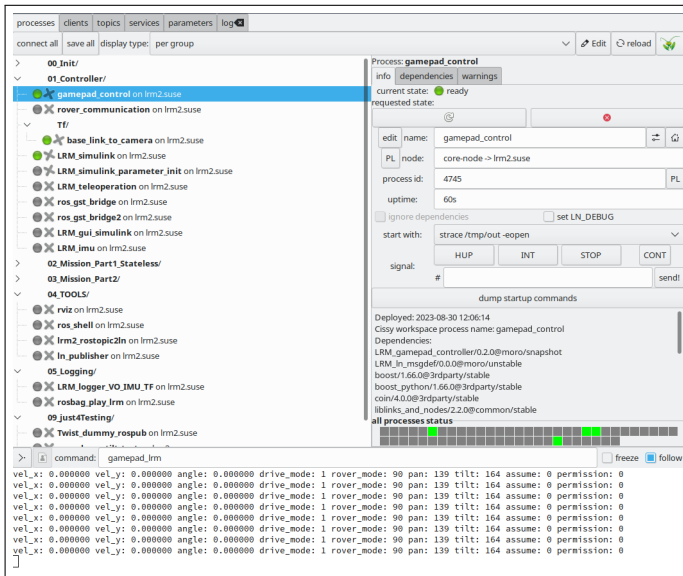 processes clients topics services parameters log
connect all save all display type: per group Edit reload
00_Init/
01_Controller/
gamepad_control on lrm2.suse
rover_communication on lrm2.suse
Tf/
base_link_to_camera on lrm2.suse
LRM_simulink on lrm2.suse
LRM_simulink_parameter_init on lrm2.suse
LRM_teleoperation on lrm2.suse
ros_gst_bridge on lrm2.suse
ros_gst_bridge2 on lrm2.suse
LRM_gui_simulink on lrm2.suse
LRM_imu on lrm2.suse
02_Mission_Part1_Stateless/
03_Mission_Part2/
04_TOOLS/
rviz on lrm2.suse
ros_shell on lrm2.suse
lrm2_rostopic2ln on lrm2.suse
ln_publisher on lrm2.suse
05_Logging/
LRM_logger_VO_IMU_TF on lrm2.suse
rosbag_play_lrm on lrm2.suse
09_just4Testing/
Twist_dummy_rospub on lrm2.suse
Process: gamepad_control
info dependencies warnings
current state: ready
requested state:
edit name: gamepad_control
PL node: core-node -> lrm2.suse
process id: 4745 PL
uptime: 60s
ignore dependencies set LN_DEBUG
start with: strace /tmp/out -eopen
signal: HUP INT STOP CONT
# send!
dump startup commands
Deployed: 2023-08-30 12:06:14
Cissy workspace process name: gamepad_control
Dependencies:
LRM_gamepad_controller/0.2.0@moro/snapshot
LRM_ln_msgdef/0.0.0@moro/unstable
boost/1.66.0@3rdparty/stable
boost_python/1.66.0@3rdparty/stable
coin/4.0.0@3rdparty/stable
liblinks_and_nodes/2.2.0@common/stable
all processes status
command: gamepad_lrm freeze follow
vel_x: 0.000000 vel_y: 0.000000 angle: 0.000000 drive_mode: 1 rover_mode: 90 pan: 139 tilt: 164 assume: 0 permission: 0
vel_x: 0.000000 vel_y: 0.000000 angle: 0.000000 drive_mode: 1 rover_mode: 90 pan: 139 tilt: 164 assume: 0 permission: 0
vel_x: 0.000000 vel_y: 0.000000 angle: 0.000000 drive_mode: 1 rover_mode: 90 pan: 139 tilt: 164 assume: 0 permission: 0
vel_x: 0.000000 vel_y: 0.000000 angle: 0.000000 drive_mode: 1 rover_mode: 90 pan: 139 tilt: 164 assume: 0 permission: 0
vel_x: 0.000000 vel_y: 0.000000 angle: 0.000000 drive_mode: 1 rover_mode: 90 pan: 139 tilt: 164 assume: 0 permission: 0
vel_x: 0.000000 vel_y: 0.000000 angle: 0.000000 drive_mode: 1 rover_mode: 90 pan: 139 tilt: 164 assume: 0 permission: 0
vel_x: 0.000000 vel_y: 0.000000 angle: 0.000000 drive_mode: 1 rover_mode: 90 pan: 139 tilt: 164 assume: 0 permission: 0
vel_x: 0.000000 vel_y: 0.000000 angle: 0.000000 drive_mode: 1 rover_mode: 90 pan: 139 tilt: 164 assume: 0 permission: 0